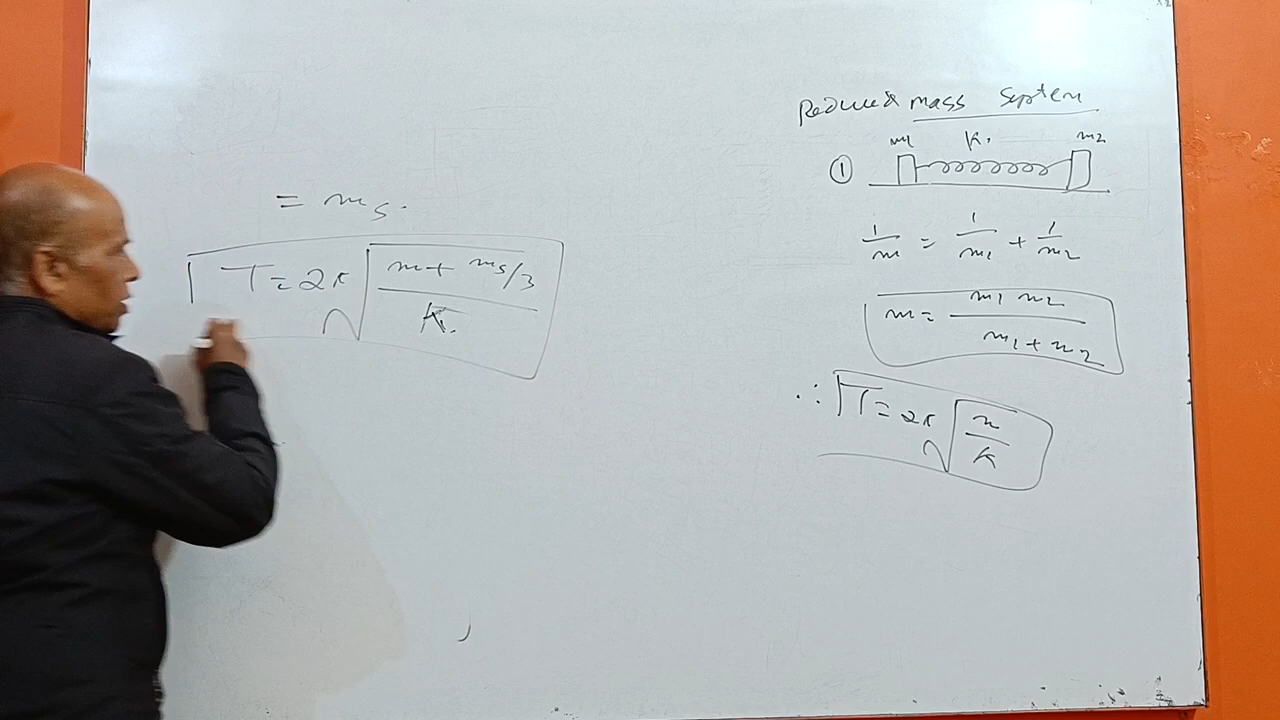 = ms.
T = 2π √(m + ms/3 / K.)
Reduced mass system
m1 K. m2
①
1/m = 1/m1 + 1/m2
m = m1 m2 / m1 + m2
∴ T = 2π √(m/K)